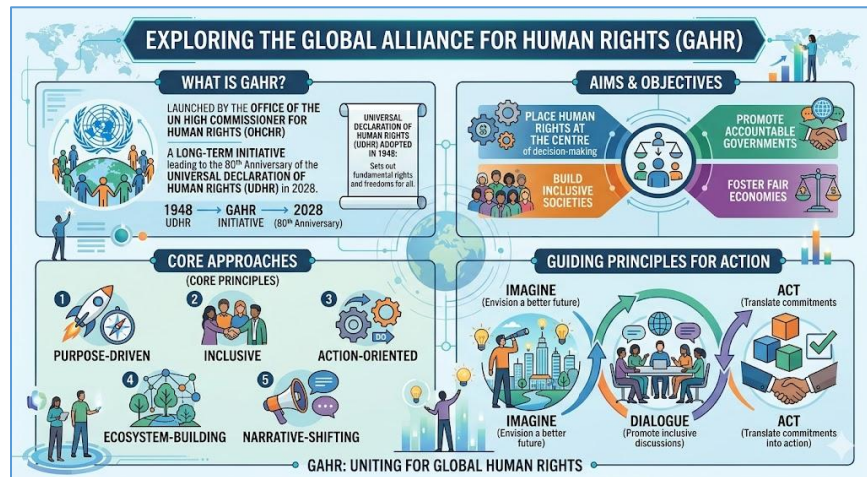 EXPLORING THE GLOBAL ALLIANCE FOR HUMAN RIGHTS (GAHR)
WHAT IS GAHR?
LAUNCHED BY THE OFFICE OF THE
UN HIGH COMMISSIONER FOR
HUMAN RIGHTS (OHCHR)
A LONG-TERM INITIATIVE
leading to the 80th Anniversary of the
UNIVERSAL DECLARATION OF
HUMAN RIGHTS (UDHR) in 2028.
1948 → GAHR → 2028
UDHR INITIATIVE (80th Anniversary)
UNIVERSAL
DECLARATION OF
HUMAN RIGHTS
(UDHR) ADOPTED
IN 1948:
Sets out
fundamental rights
and freedoms for all.
AIMS & OBJECTIVES
PLACE HUMAN
RIGHTS AT
THE CENTRE
of decision-making
PROMOTE
ACCOUNTABLE
GOVERNMENTS
BUILD
INCLUSIVE
SOCIETIES
FOSTER FAIR
ECONOMIES
CORE APPROACHES
(CORE PRINCIPLES)
1
PURPOSE-DRIVEN
2
INCLUSIVE
3
DO
ACTION-ORIENTED
4
ECOSYSTEM-BUILDING
5
NARRATIVE-SHIFTING
GUIDING PRINCIPLES FOR ACTION
IMAGINE
(Envision a better future)
ACT
(Translate commitments
IMAGINE
(Envision a better
future)
DIALOGUE
(Promote inclusive
discussions)
ACT
(Translate commitments
into action)
GAHR: UNITING FOR GLOBAL HUMAN RIGHTS